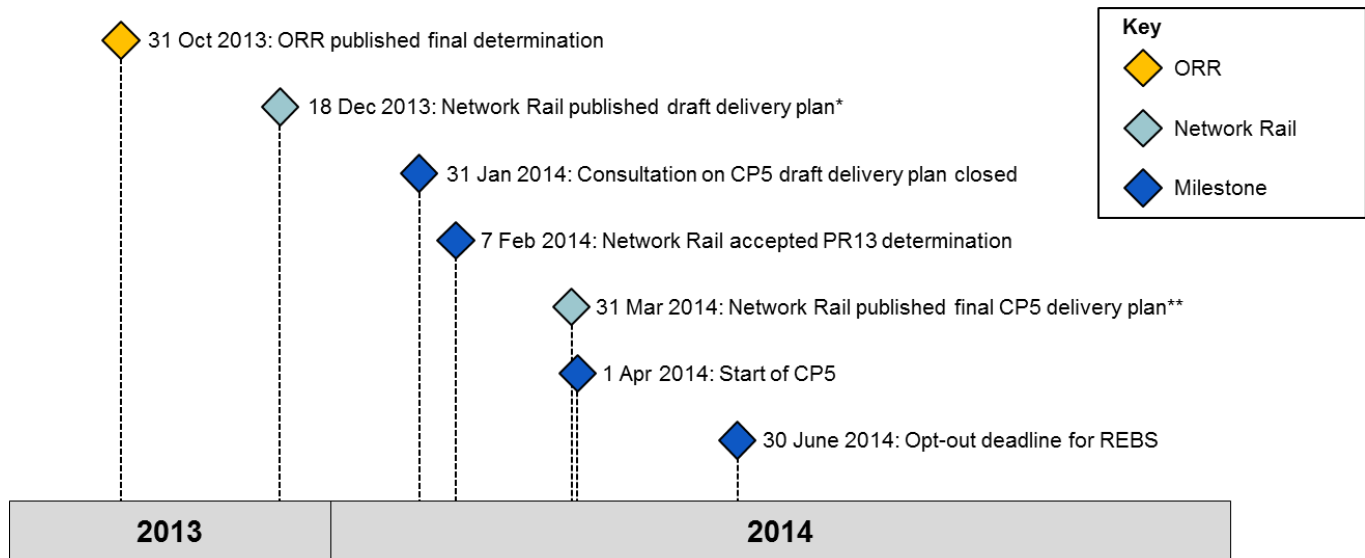 31 Oct 2013: ORR published final determination
18 Dec 2013: Network Rail published draft delivery plan*
31 Jan 2014: Consultation on CP5 draft delivery plan closed
7 Feb 2014: Network Rail accepted PR13 determination
31 Mar 2014: Network Rail published final CP5 delivery plan**
1 Apr 2014: Start of CP5
30 June 2014: Opt-out deadline for REBS
Key
ORR
Network Rail
Milestone
2013
2014